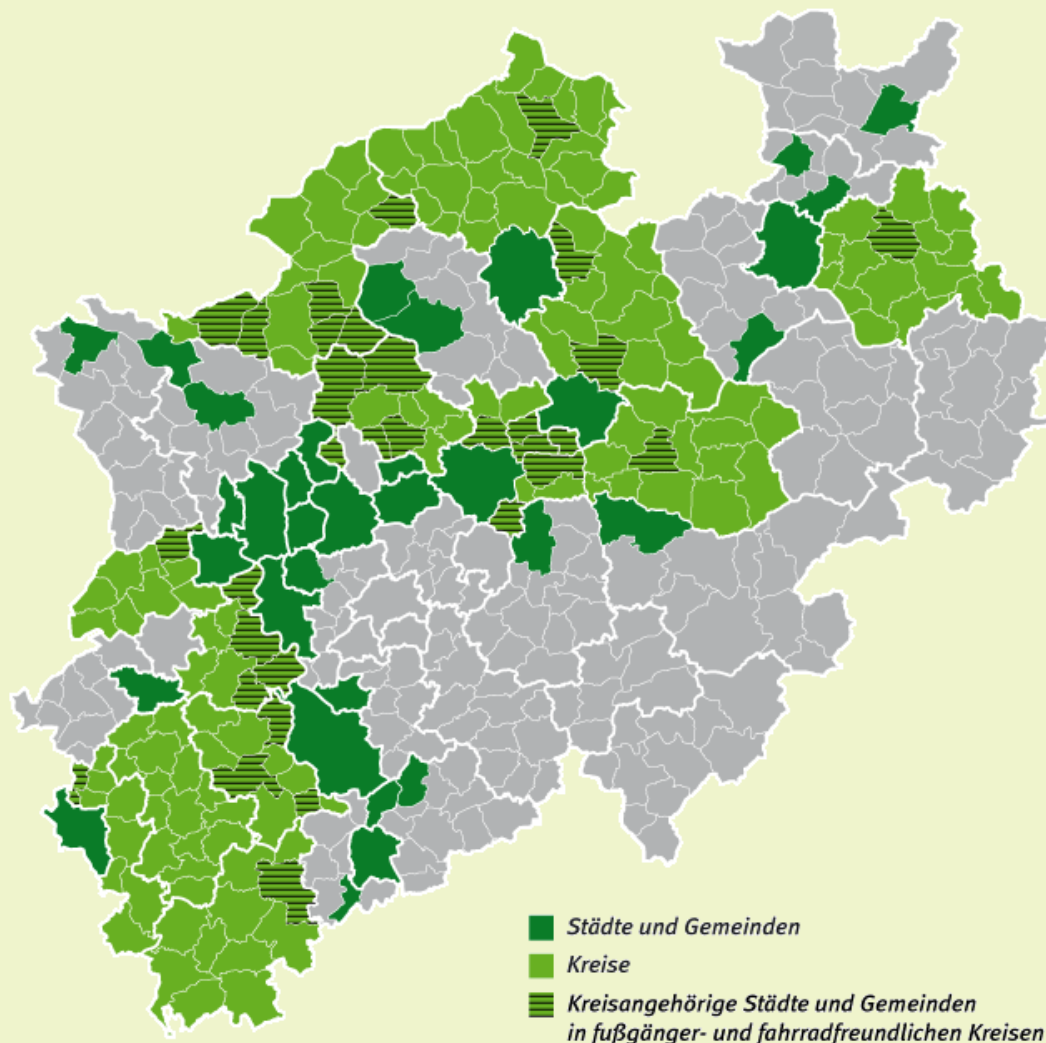 Städte und Gemeinden
Kreise
Kreisangehörige Städte und Gemeinden
in fußgänger- und fahrradfreundlichen Kreisen